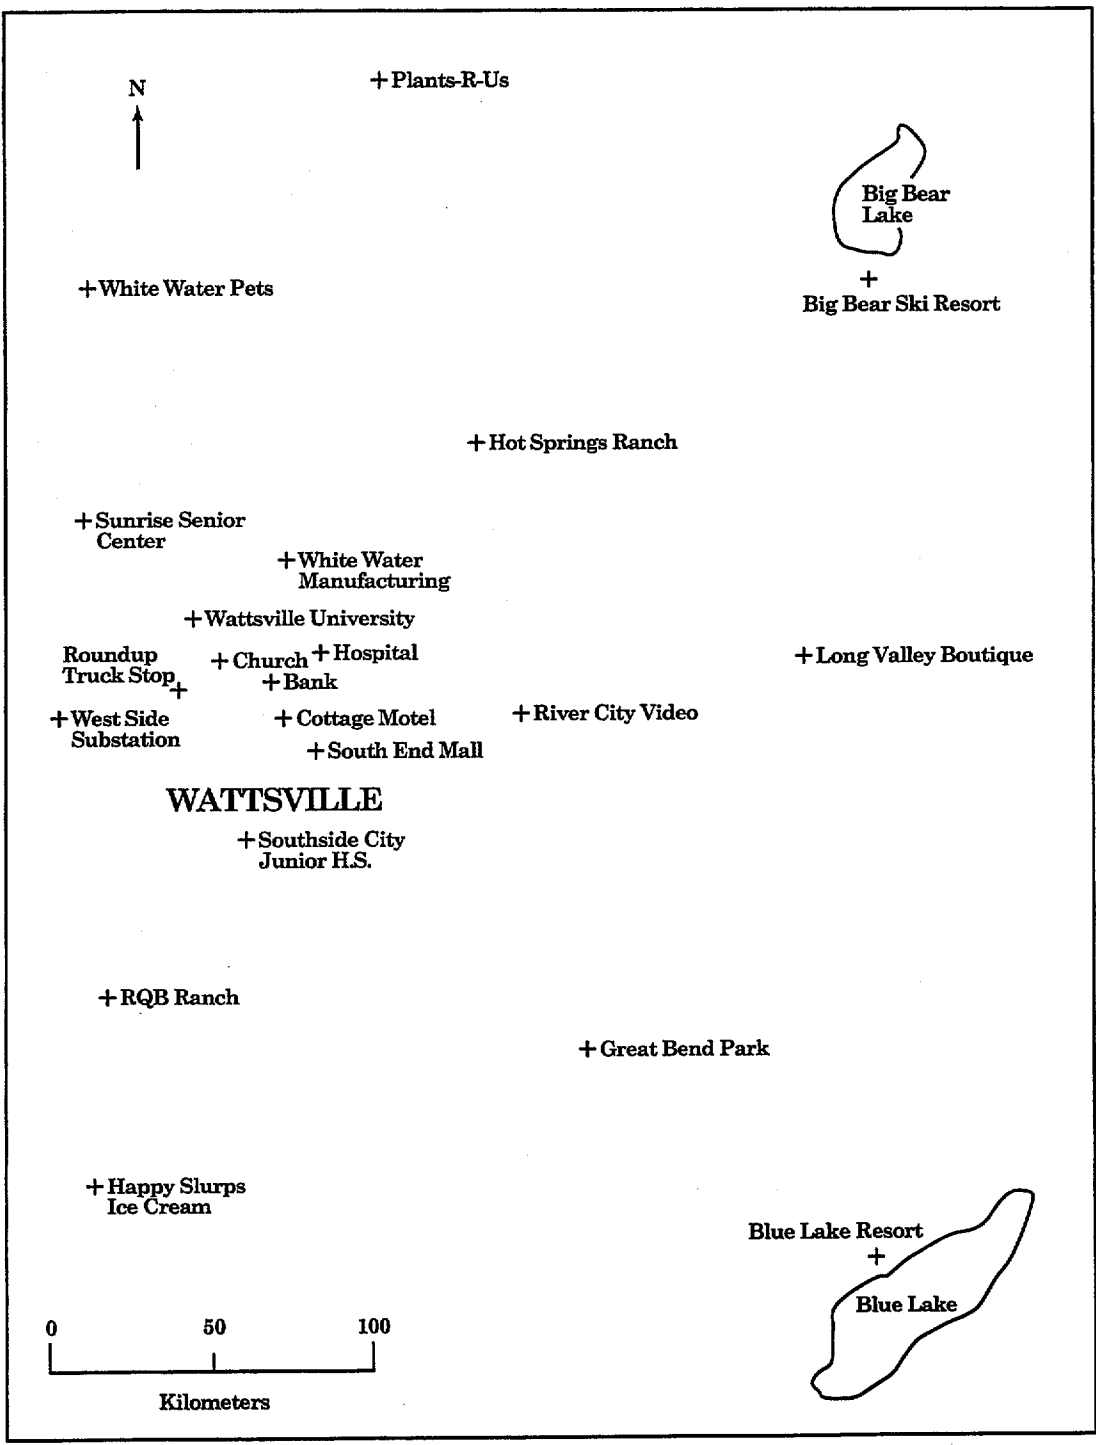 N
Plants-R-Us
Big Bear
Lake
White Water Pets
Big Bear Ski Resort
Hot Springs Ranch
Sunrise Senior
Center
White Water
Manufacturing
Wattsville University
Roundup
Truck Stop
Church
Hospital
Bank
Long Valley Boutique
West Side
Substation
Cottage Motel
River City Video
South End Mall
WATTSVILLE
Southside City
Junior H.S.
RQB Ranch
Great Bend Park
Happy Slurps
Ice Cream
Blue Lake Resort
Blue Lake
0 50 100
Kilometers